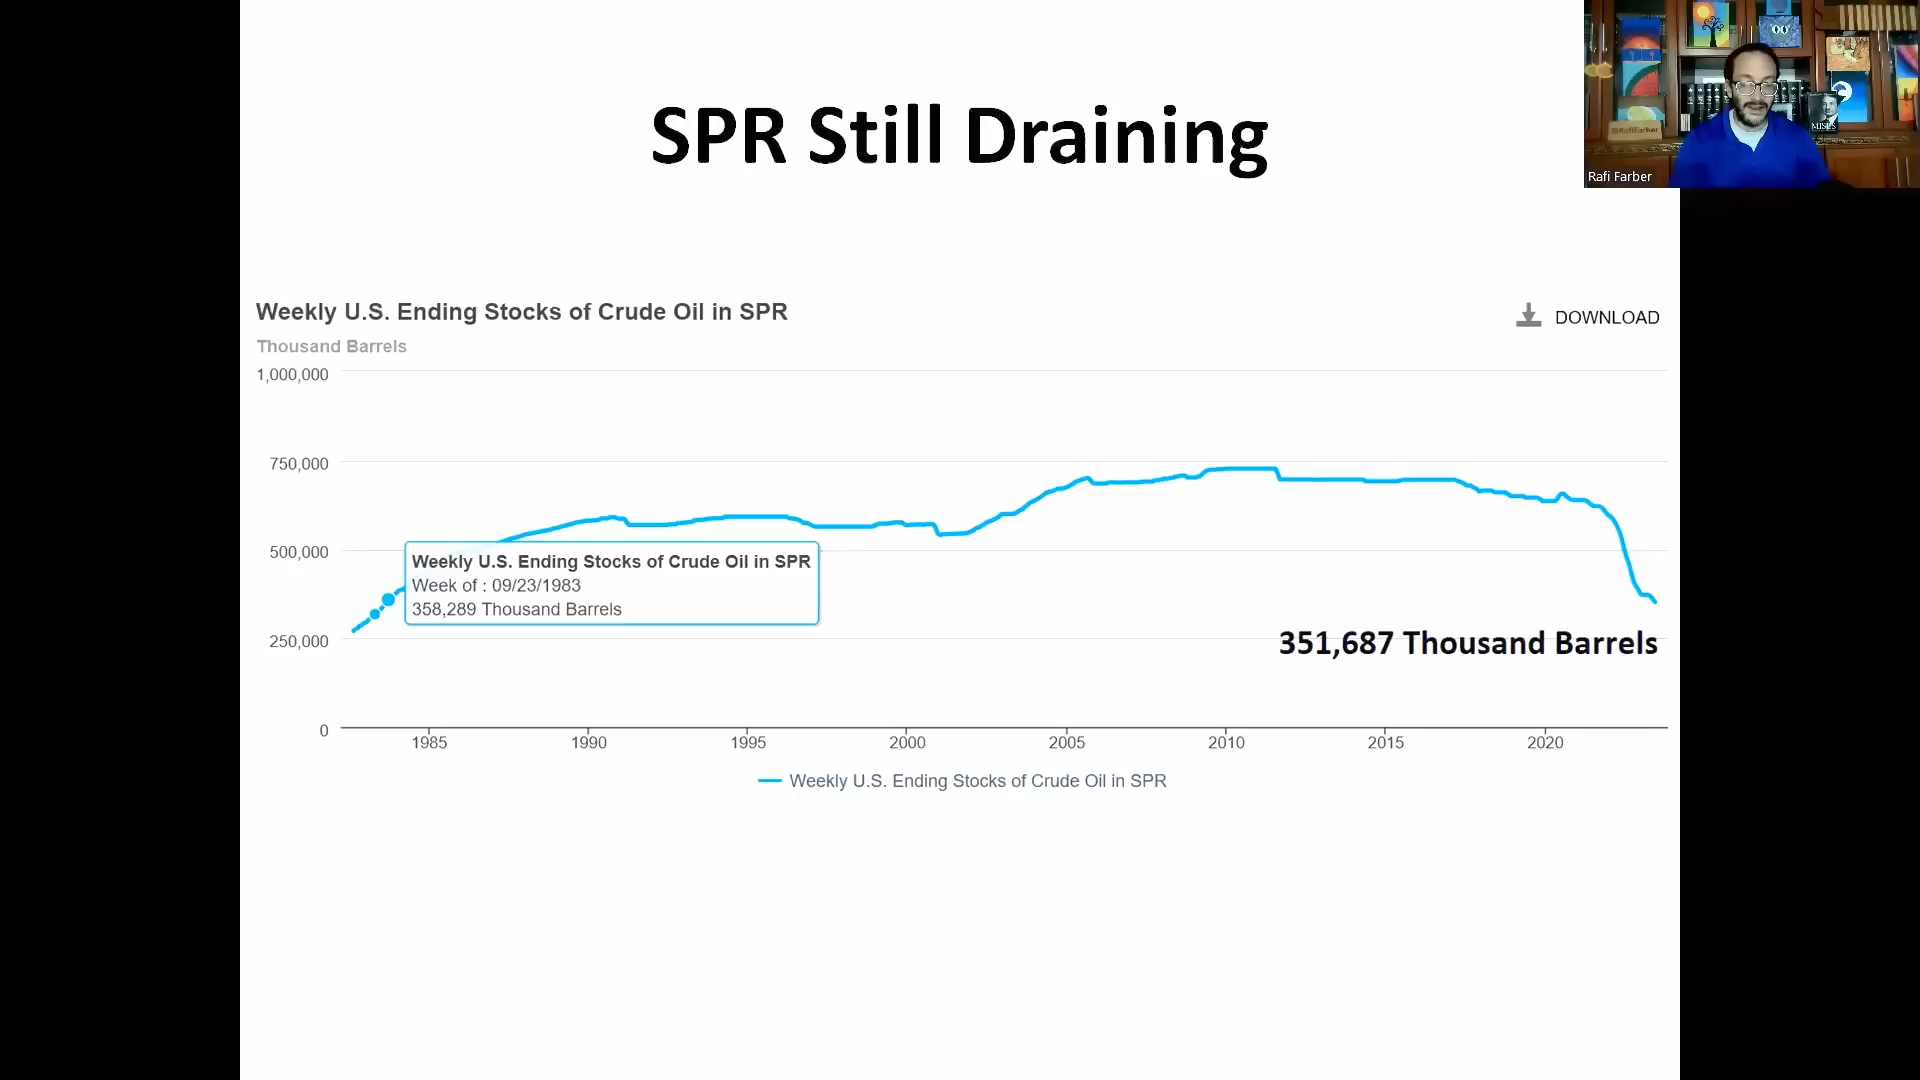 SPR Still Draining
Rafi Farber
@RafiFarber
MISES
Weekly U.S. Ending Stocks of Crude Oil in SPR
DOWNLOAD
Thousand Barrels
1,000,000
750,000
500,000
250,000
0
Weekly U.S. Ending Stocks of Crude Oil in SPR
Week of : 09/23/1983
358,289 Thousand Barrels
351,687 Thousand Barrels
1985 1990 1995 2000 2005 2010 2015 2020
Weekly U.S. Ending Stocks of Crude Oil in SPR